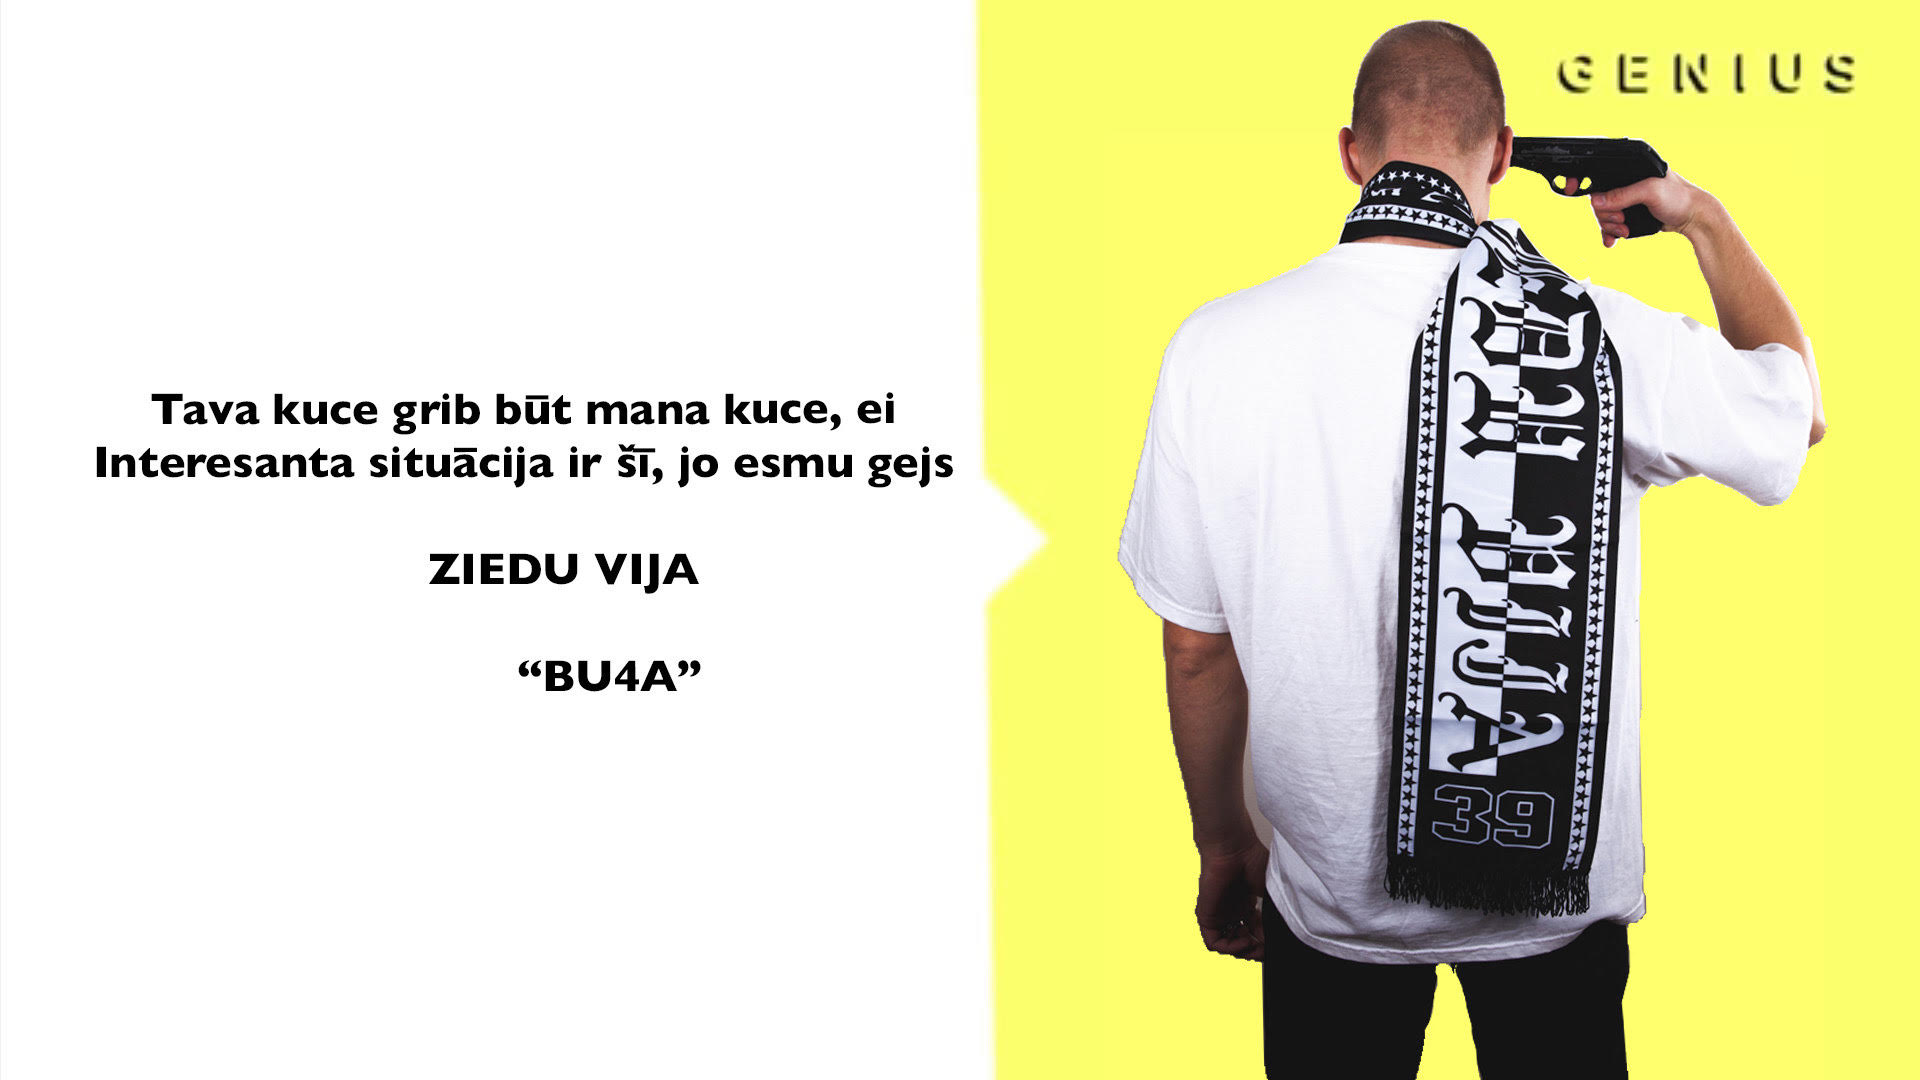 Tava kuce grib būt mana kuce, ei
Interesanta situācija ir šī, jo esmu gejs
ZIEDU VIJA
“BU4A”
GENIUS
39